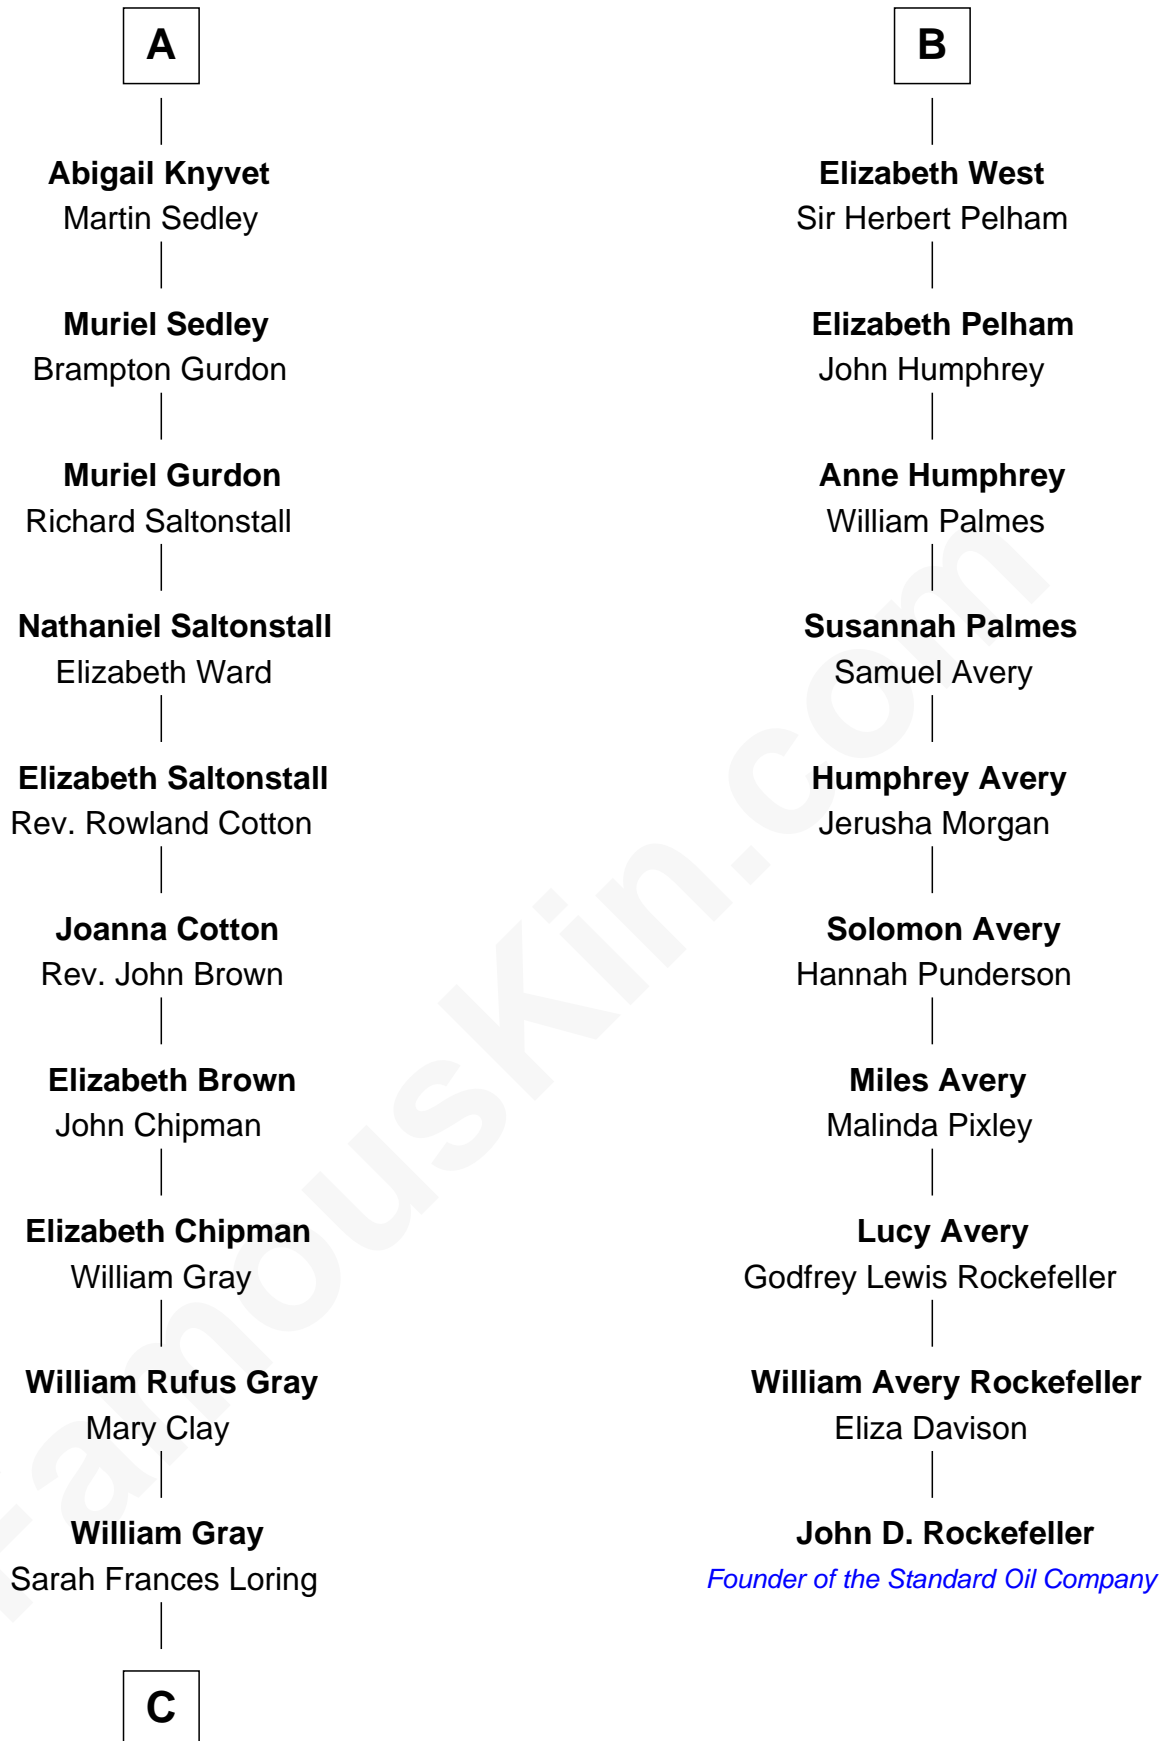 A
Abigail Knyvet
Martin Sedley
Muriel Sedley
Brampton Gurdon
Muriel Gurdon
Richard Saltonstall
Nathaniel Saltonstall
Elizabeth Ward
Elizabeth Saltonstall
Rev. Rowland Cotton
Joanna Cotton
Rev. John Brown
Elizabeth Brown
John Chipman
Elizabeth Chipman
William Gray
William Rufus Gray
Mary Clay
William Gray
Sarah Frances Loring
C
B
Elizabeth West
Sir Herbert Pelham
Elizabeth Pelham
John Humphrey
Anne Humphrey
William Palmes
Susannah Palmes
Samuel Avery
Humphrey Avery
Jerusha Morgan
Solomon Avery
Hannah Punderson
Miles Avery
Malinda Pixley
Lucy Avery
Godfrey Lewis Rockefeller
William Avery Rockefeller
Eliza Davison
John D. Rockefeller
Founder of the Standard Oil Company
FamousKin.com